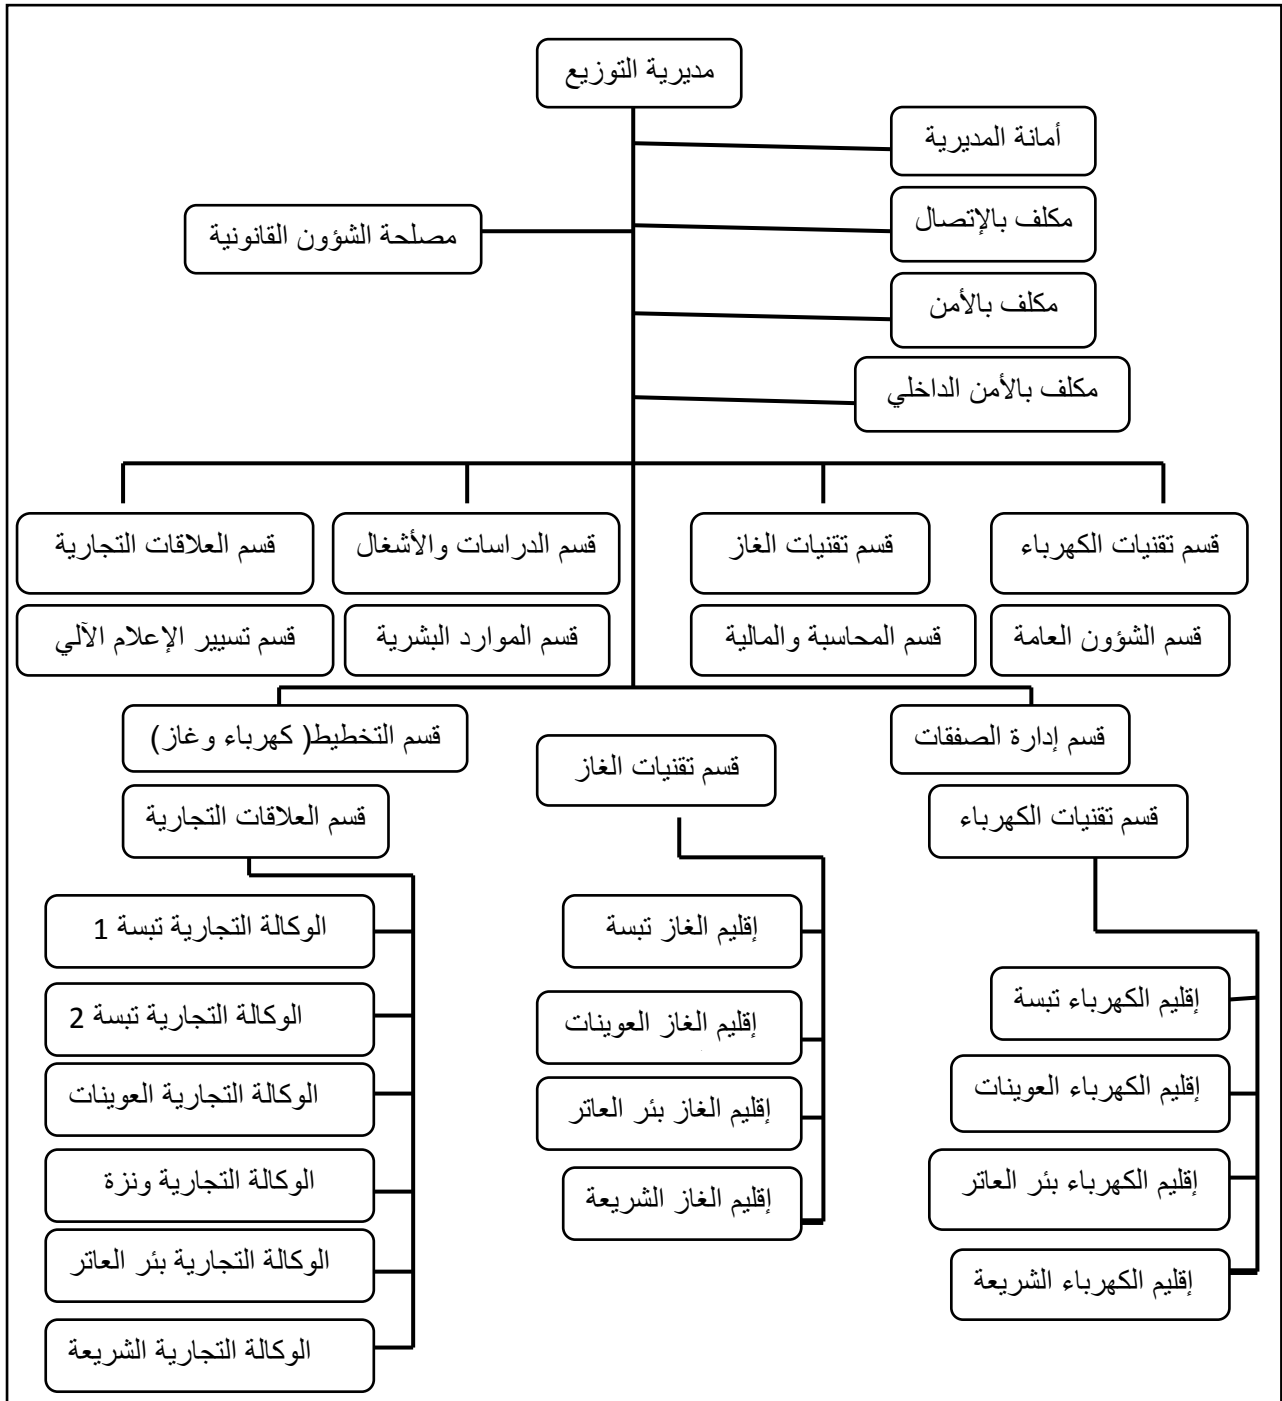 مديرية التوزيع
أمانة المديرية
مكلف بالإتصال
مصلحة الشؤون القانونية
مكلف بالأمن
مكلف بالأمن الداخلي
قسم تقنيات الكهرباء
قسم تقنيات الغاز
قسم الدراسات والأشغال
قسم العلاقات التجارية
قسم الشؤون العامة
قسم المحاسبة والمالية
قسم الموارد البشرية
قسم تسيير الإعلام الآلي
قسم إدارة الصفقات
قسم التخطيط( كهرباء وغاز)
قسم تقنيات الغاز
قسم تقنيات الكهرباء
قسم العلاقات التجارية
إقليم الكهرباء تبسة
إقليم الكهرباء العوينات
إقليم الكهرباء بئر العاتر
إقليم الكهرباء الشريعة
إقليم الغاز تبسة
إقليم الغاز العوينات
إقليم الغاز بئر العاتر
إقليم الغاز الشريعة
الوكالة التجارية تبسة 1
الوكالة التجارية تبسة 2
الوكالة التجارية العوينات
الوكالة التجارية ونزة
الوكالة التجارية بئر العاتر
الوكالة التجارية الشريعة